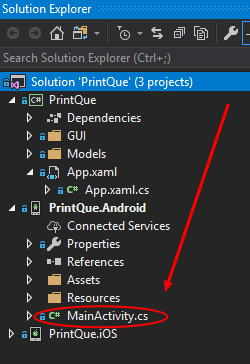 Solution Explorer
Search Solution Explorer (Ctrl+;)
Solution 'PrintQue' (3 projects)
C# PrintQue
Dependencies
GUI
Models
App.xaml
C# App.xaml.cs
PrintQue.Android
Connected Services
Properties
References
Assets
Resources
C# MainActivity.cs
PrintQue.iOS